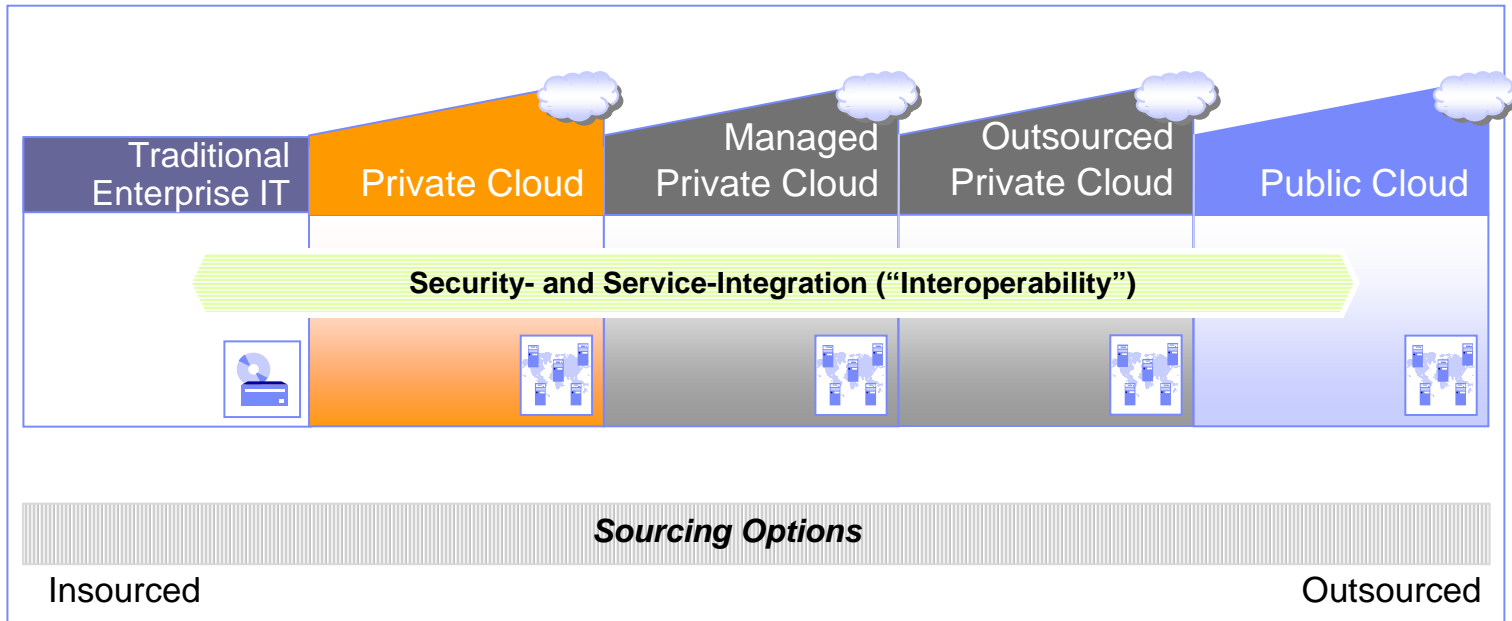 Traditional
Enterprise IT
Private Cloud
Managed
Private Cloud
Outsourced
Private Cloud
Public Cloud
Security- and Service-Integration (“Interoperability”)
Sourcing Options
Insourced
Outsourced